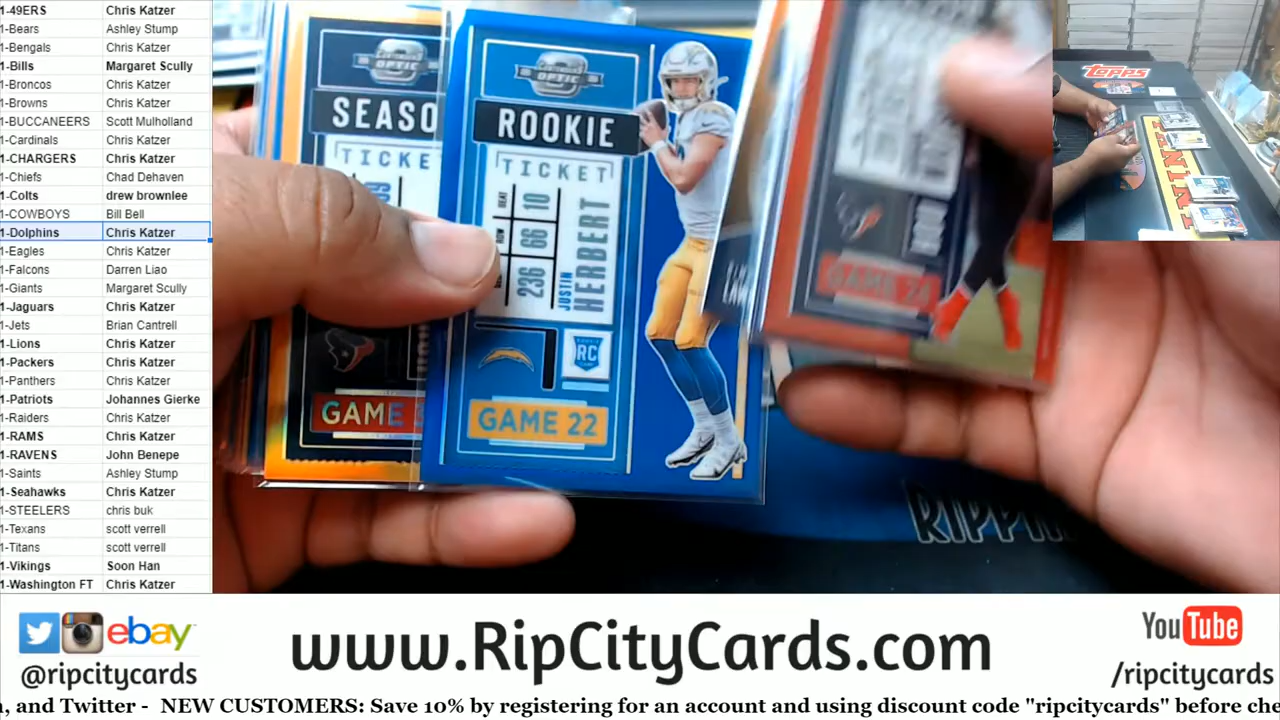 1-49ERS Chris Katzer
1-Bears Ashley Stump
1-Bengals Chris Katzer
1-Bills Margaret Scully
1-Broncos Chris Katzer
1-Browns Chris Katzer
1-BUCCANEERS Scott Mulholland
1-Cardinals Chris Katzer
1-CHARGERS Chris Katzer
1-Chiefs Chad Dehaven
1-Colts drew brownlee
1-COWBOYS Bill Bell
1-Dolphins Chris Katzer
1-Eagles Chris Katzer
1-Falcons Darren Liao
1-Giants Margaret Scully
1-Jaguars Chris Katzer
1-Jets Brian Cantrell
1-Lions Chris Katzer
1-Packers Chris Katzer
1-Panthers Chris Katzer
1-Patriots Johannes Gierke
1-Raiders Chris Katzer
1-RAMS Chris Katzer
1-RAVENS John Benepe
1-Saints Ashley Stump
1-Seahawks Chris Katzer
1-STEELERS chris buk
1-Texans scott verrell
1-Titans scott verrell
1-Vikings Soon Han
1-Washington FT Chris Katzer
CONTENDERS
OPTIC
SEASO
TICKET
GAME
CONTENDERS
OPTIC
ROOKIE
TICKET
ROW SEAT
236 66 10
JUSTIN
HERBERT
RC
GAME 22
GAME 24
RIPPIN
Topps
PANINI
ebay
@ripcitycards
www.RipCityCards.com
YouTube
/ripcitycards
, and Twitter - NEW CUSTOMERS: Save 10% by registering for an account and using discount code "ripcitycards" before che